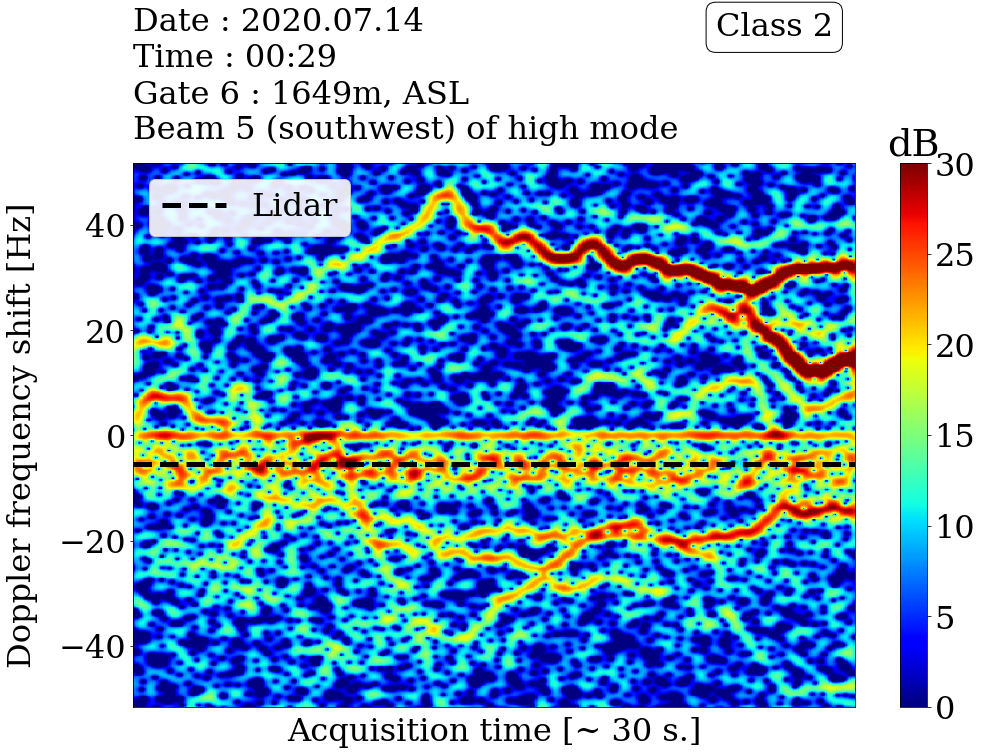 Date : 2020.07.14
Time : 00:29
Gate 6 : 1649m, ASL
Beam 5 (southwest) of high mode
Class 2
dB
Lidar
Doppler frequency shift [Hz]
40
20
0
−20
−40
30
25
20
15
10
5
0
Acquisition time [~ 30 s.]